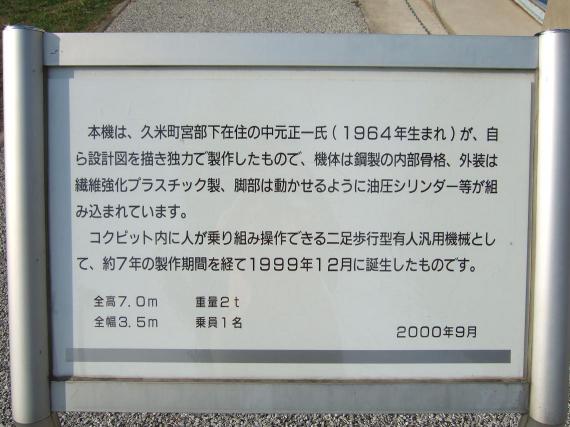 本機は、久米町宮部下在住の中元正一氏(1964年生まれ)が、自
ら設計図を描き独力で製作したもので、機体は鋼製の内部骨格、外装は
繊維強化プラスチック製、脚部は動かせるように油圧シリンダー等が組
み込まれています。
コクピット内に人が乗り組み操作できる二足歩行型有人汎用機械とし
て、約7年の製作期間を経て1999年12月に誕生したものです。
全高7.0m 重量2t
全幅3.5m 乗員1名
2000年9月